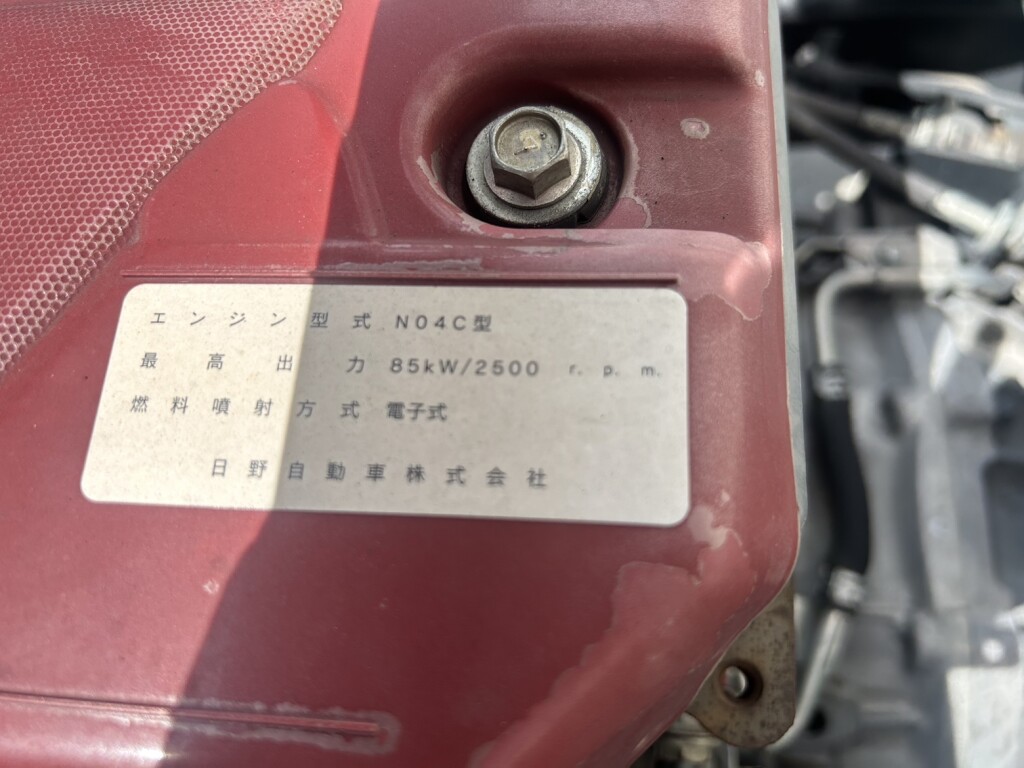 エンジン型式 N04C型
最高出力 85kW/2500 r.p.m.
燃料噴射方式 電子式
日野自動車株式会社